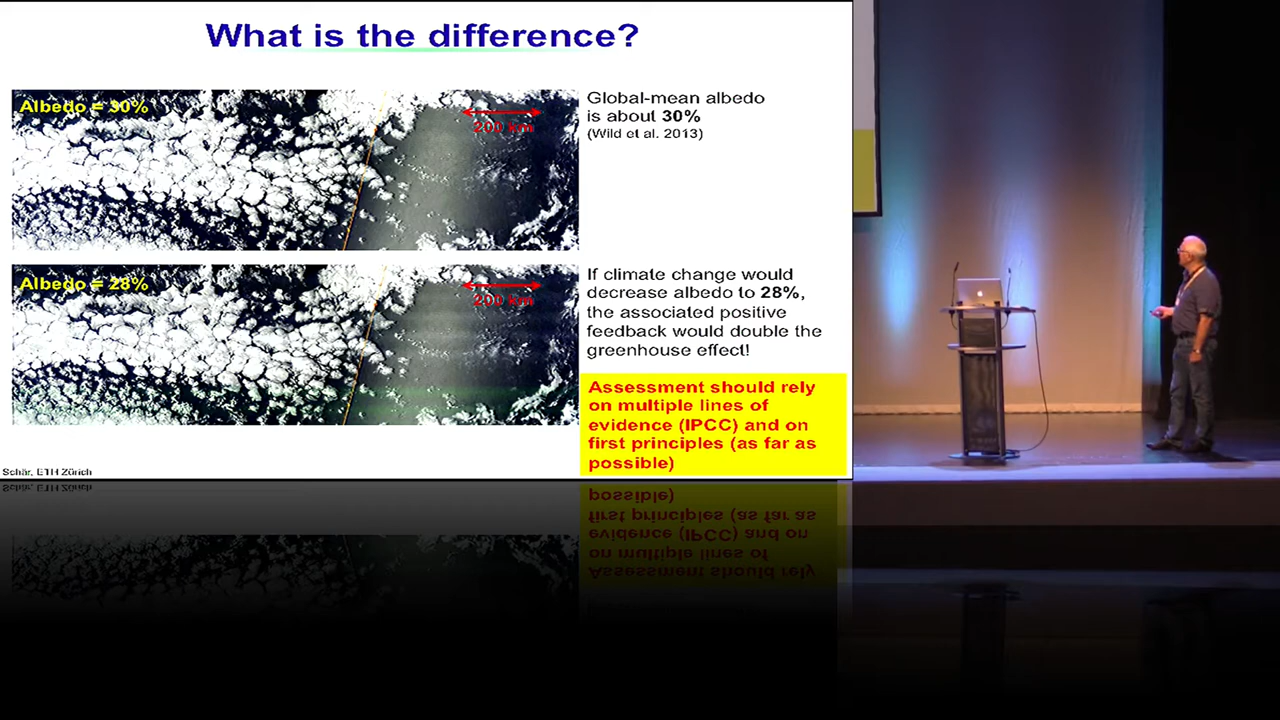 What is the difference?
Albedo = 30%
200 km
Global-mean albedo
is about 30%
(Wild et al. 2013)
Albedo = 28%
200 km
If climate change would
decrease albedo to 28%,
the associated positive
feedback would double the
greenhouse effect!
Assessment should rely
on multiple lines of
evidence (IPCC) and on
first principles (as far as
possible)
Schär, ETH Zürich